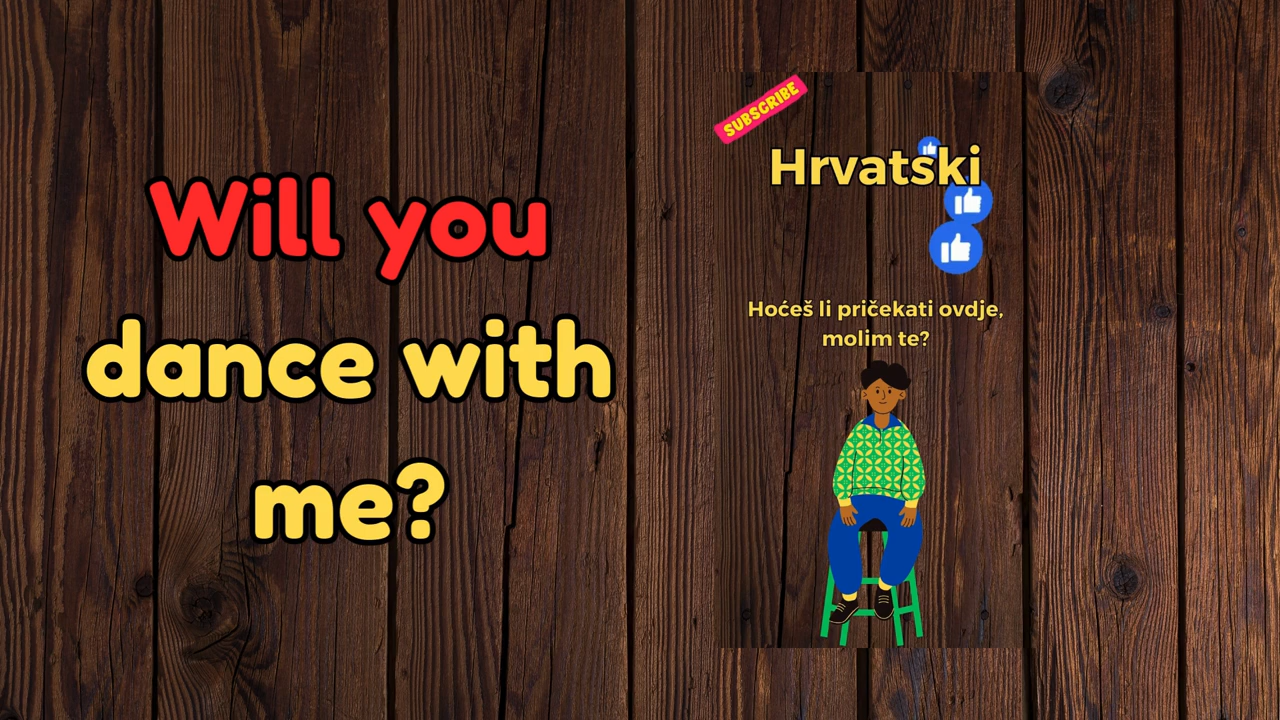 Will you
dance with
me?
SUBSCRIBE
Hrvatski
Hoćeš li pričekati ovdje,
molim te?